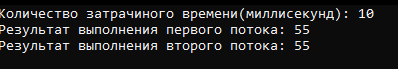 Количество затрачиного времени(миллисекунд): 10
Результат выполнения первого потока: 55
Результат выполнения второго потока: 55